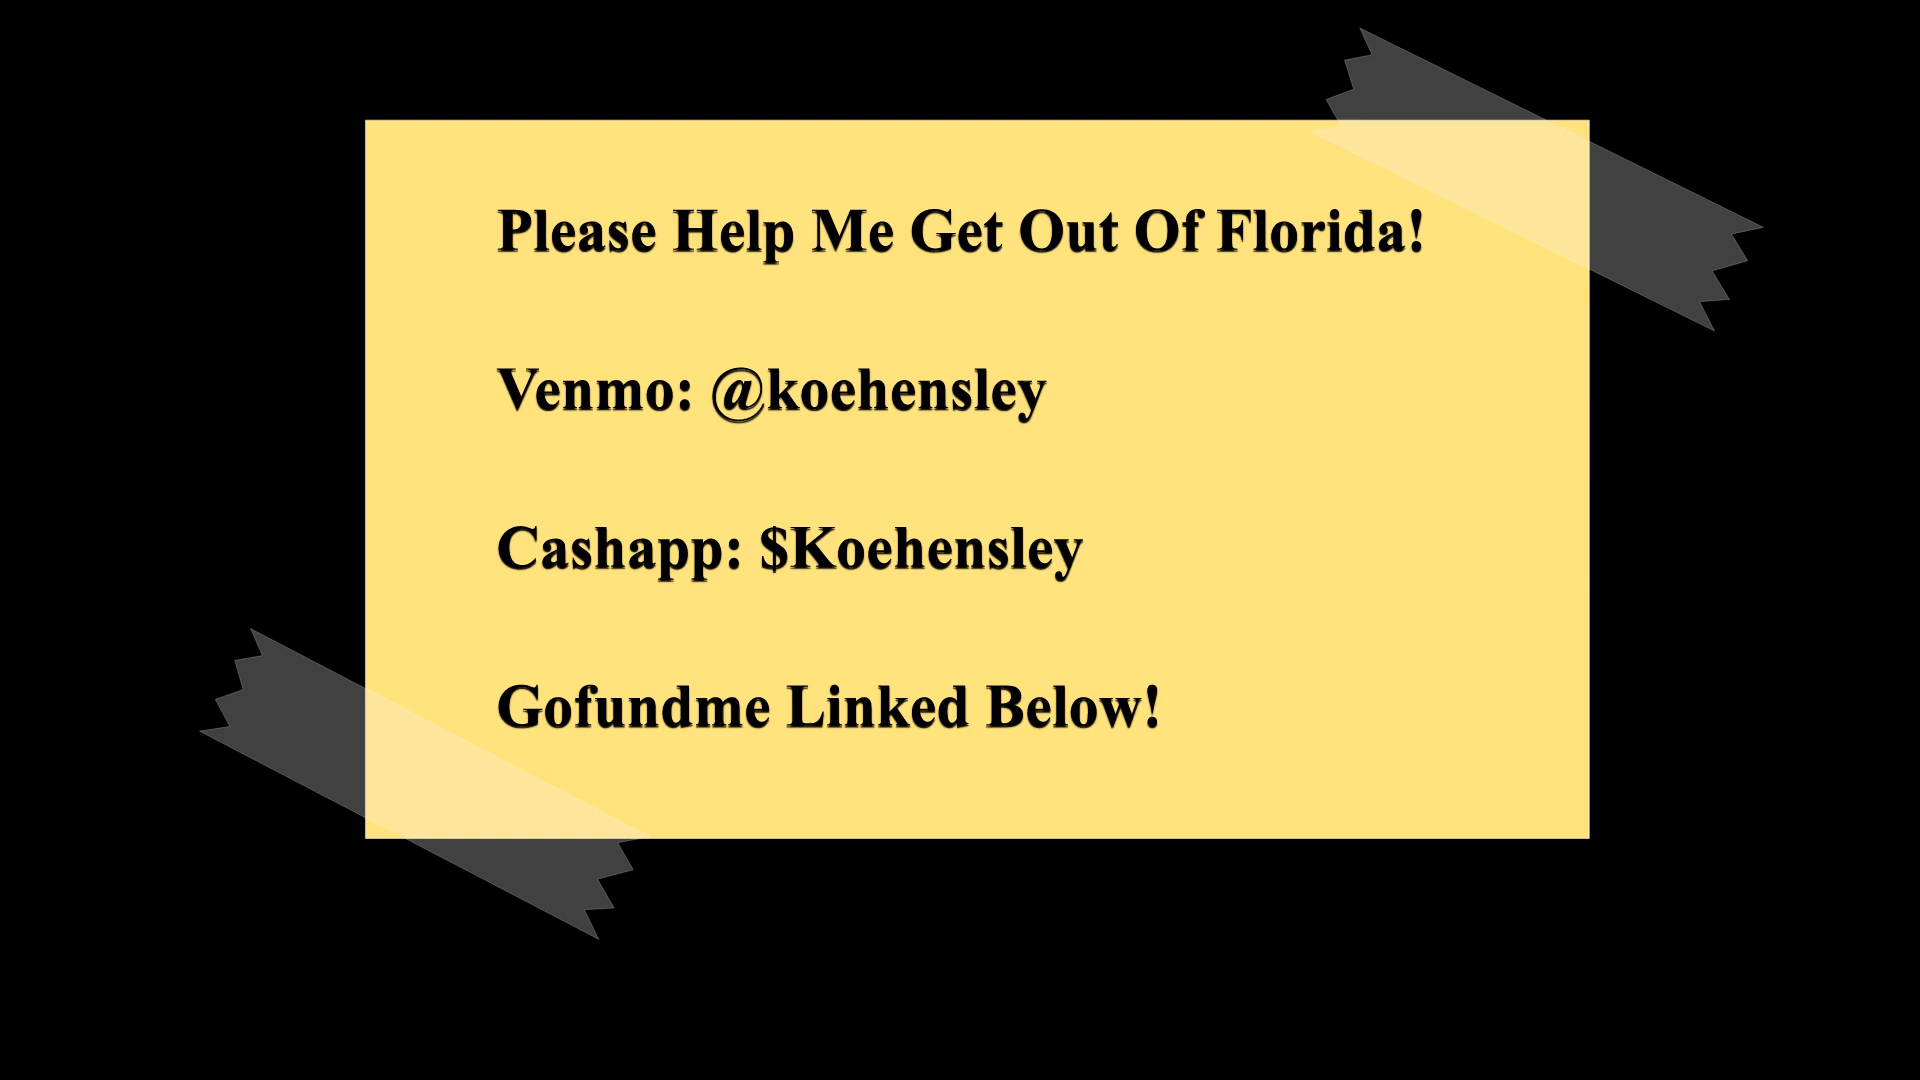 Please Help Me Get Out Of Florida!
Venmo: @koehensley
Cashapp: $Koehensley
Gofundme Linked Below!